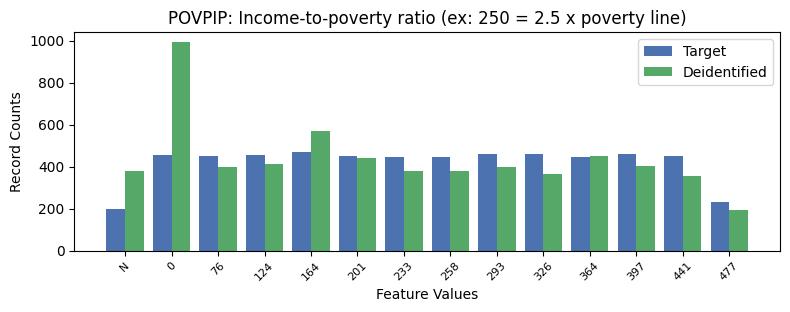 POVPIP: Income-to-poverty ratio (ex: 250 = 2.5 x poverty line)
Target
Deidentified
Record Counts
1000
800
600
400
200
0
N 0 76 124 164 201 233 258 293 326 364 397 441 477
Feature Values